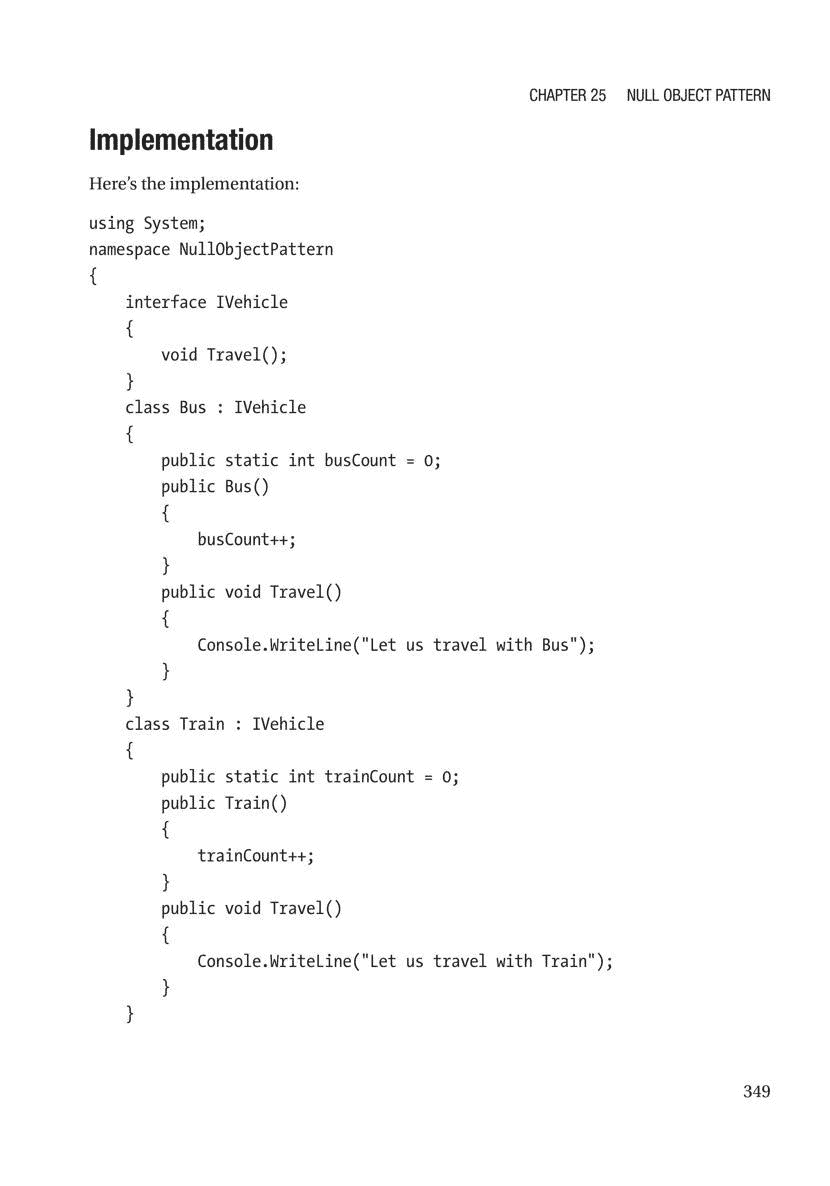 CHAPTER 25 NULL OBJECT PATTERN
Implementation
Here’s the implementation:
using System;
namespace NullObjectPattern
{
    interface IVehicle
    {
        void Travel();
    }
    class Bus : IVehicle
    {
        public static int busCount = 0;
        public Bus()
        {
            busCount++;
        }
        public void Travel()
        {
            Console.WriteLine("Let us travel with Bus");
        }
    }
    class Train : IVehicle
    {
        public static int trainCount = 0;
        public Train()
        {
            trainCount++;
        }
        public void Travel()
        {
            Console.WriteLine("Let us travel with Train");
        }
    }
349